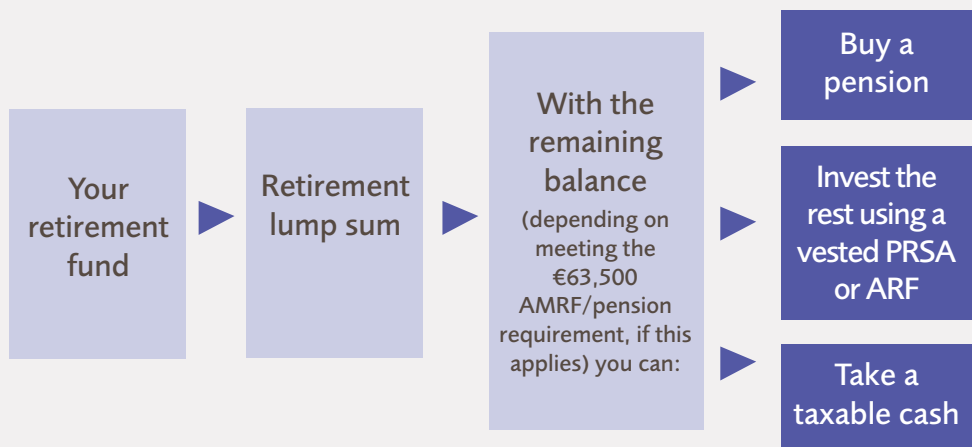 Your
retirement
fund
Retirement
lump sum
With the
remaining
balance
(depending on
meeting the
€63,500
AMRF/pension
requirement, if this
applies) you can:
Buy a
pension
Invest the
rest using a
vested PRSA
or ARF
Take a
taxable cash